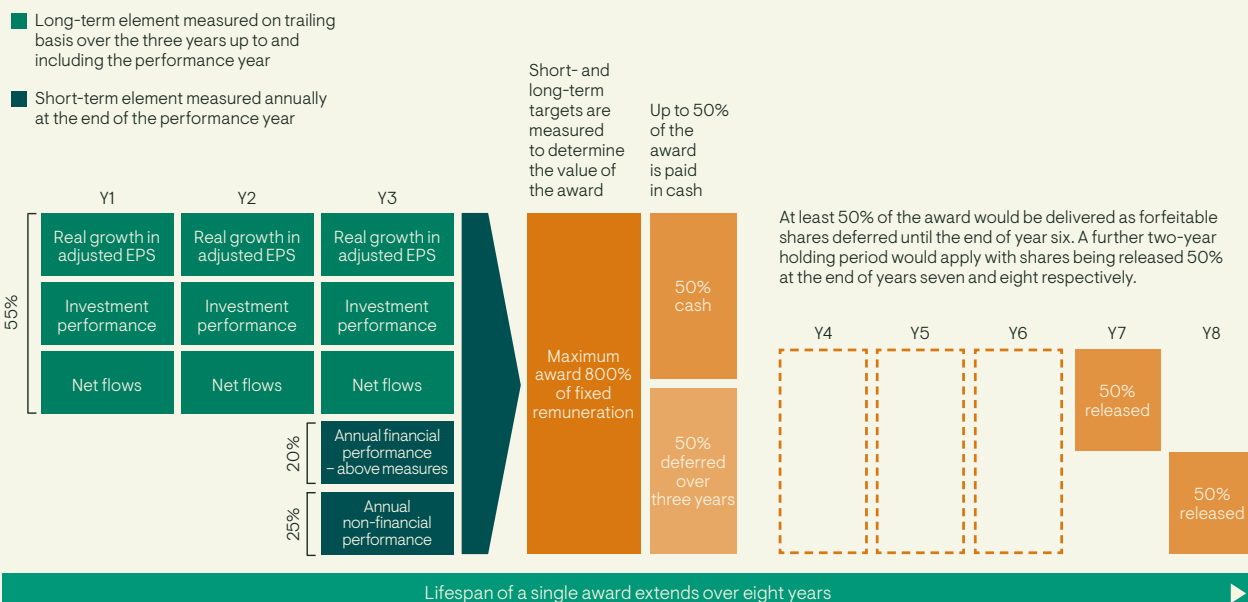 Long-term element measured on trailing
basis over the three years up to and
including the performance year
Short-term element measured annually
at the end of the performance year
Short- and
long-term
targets are
measured
to determine
the value of
the award
Up to 50%
of the
award
is paid
in cash
Y1
Y2
Y3
55%
Real growth in
adjusted EPS
Real growth in
adjusted EPS
Real growth in
adjusted EPS
Investment
performance
Investment
performance
Investment
performance
Net flows
Net flows
Net flows
20%
Annual financial
performance
– above measures
25%
Annual
non-financial
performance
Maximum
award 800%
of fixed
remuneration
50%
cash
50%
deferred
over
three years
At least 50% of the award would be delivered as forfeitable
shares deferred until the end of year six. A further two-year
holding period would apply with shares being released 50%
at the end of years seven and eight respectively.
Y4
Y5
Y6
Y7
Y8
50%
released
50%
released
Lifespan of a single award extends over eight years